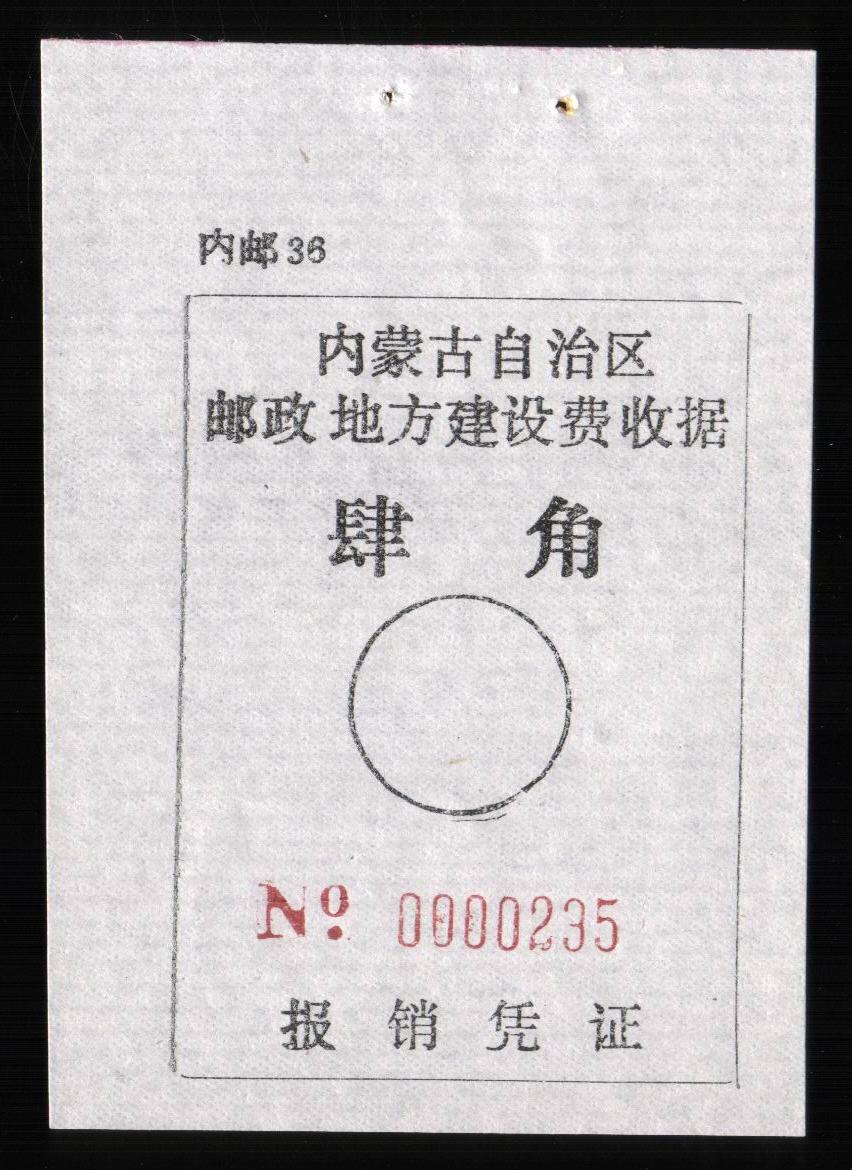 内邮36
内蒙古自治区
邮政地方建设费收据
肆角
№ 0000235
报销凭证